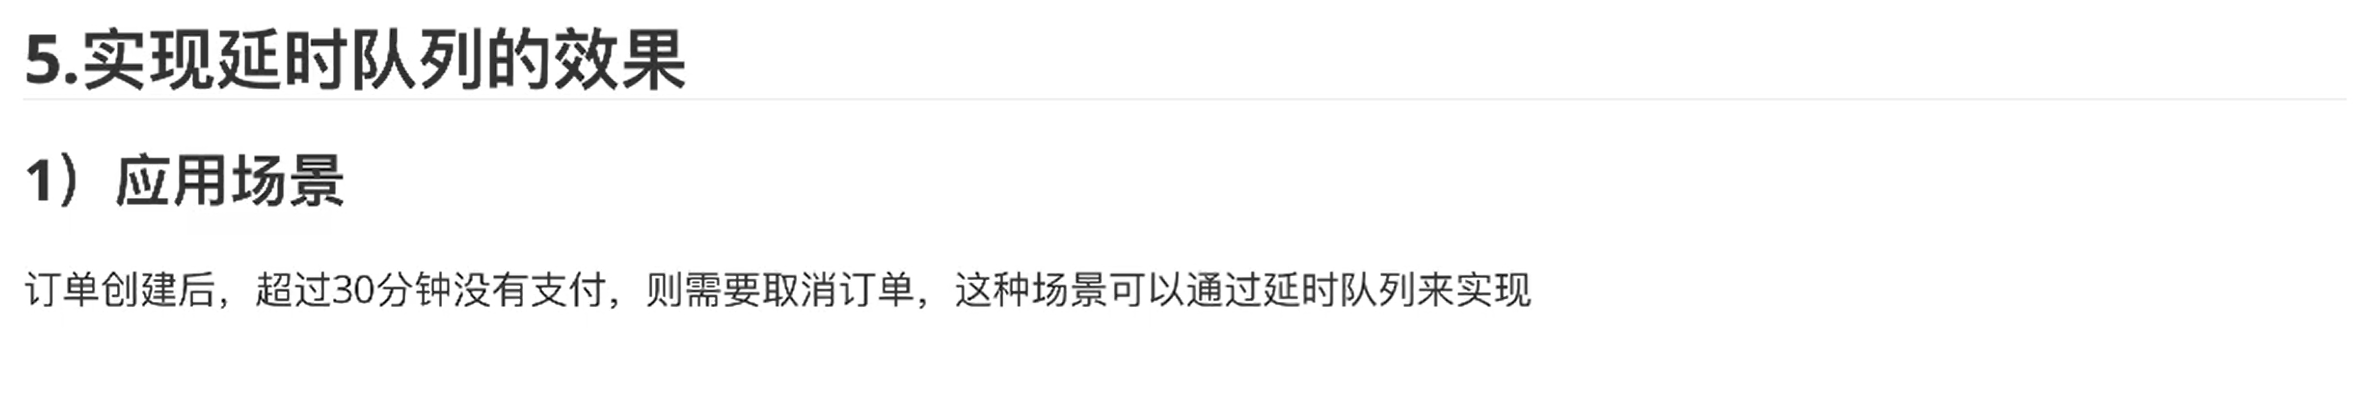 5.实现延时队列的效果
1）应用场景
订单创建后，超过30分钟没有支付，则需要取消订单，这种场景可以通过延时队列来实现